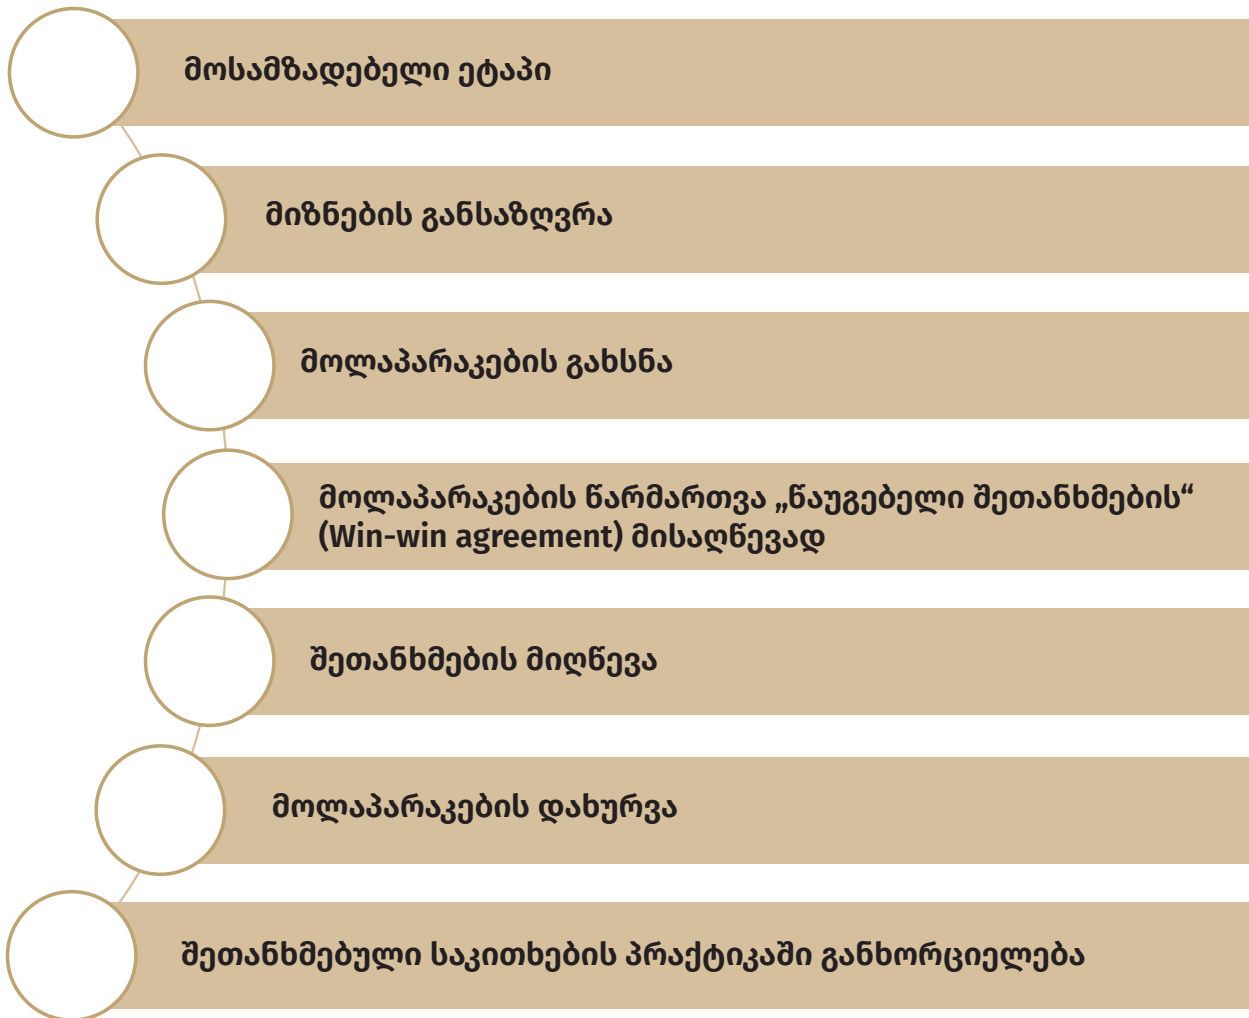 მოსამზადებელი ეტაპი
მიზნების განსაზღვრა
მოლაპარაკების გახსნა
მოლაპარაკების წარმართვა „წაუგებელი შეთანხმების“
(Win-win agreement) მისაღწევად
შეთანხმების მიღწევა
მოლაპარაკების დახურვა
შეთანხმებული საკითხების პრაქტიკაში განხორციელება